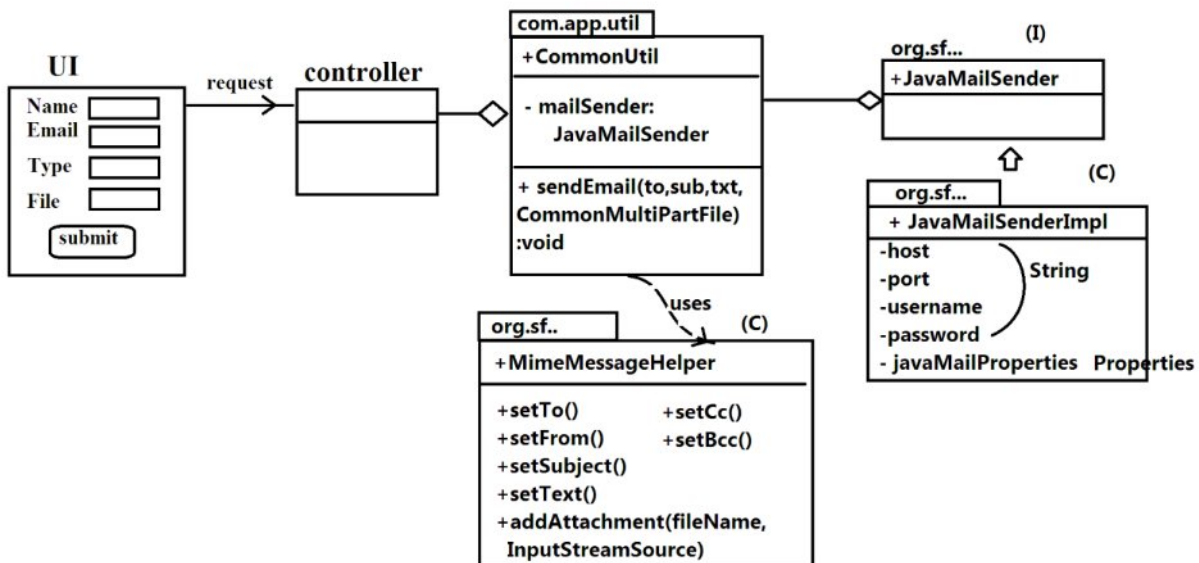 UI
Name
Email
Type
File
submit
request
controller
com.app.util
+CommonUtil
- mailSender:
JavaMailSender
+ sendEmail(to,sub,txt,
CommonMultiPartFile)
:void
uses
org.sf..
(C)
+MimeMessageHelper
+setTo() +setCc()
+setFrom() +setBcc()
+setSubject()
+setText()
+addAttachment(fileName,
InputStreamSource)
org.sf...
(I)
+JavaMailSender
(C)
org.sf...
+ JavaMailSenderImpl
-host
-port
-username
-password
String
- javaMailProperties Properties